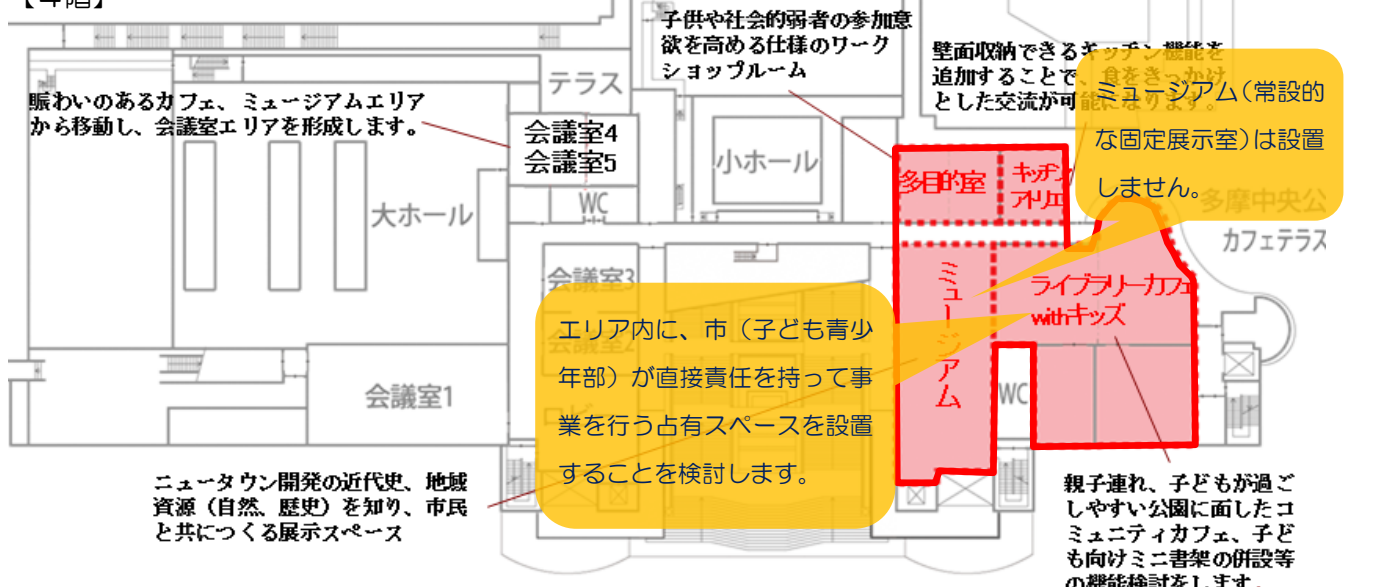 【４階】
子供や社会的弱者の参加意
欲を高める仕様のワーク
ショップルーム
壁面収納できるキッチン機能を
追加することで、食をきっかけ
とした交流が可能になります。
ミュージアム（常設的
な固定展示室）は設置
しません。
賑わいのあるカフェ、ミュージアムエリア
から移動し、会議室エリアを形成します。
テラス
会議室4
会議室5
WC
小ホール
大ホール
多目的室
キッチン
アトリエ
多摩中央公
カフェテラス
会議室3
会議室2
ロビー
会議室1
ミュージアム
ライブラリーカフェ
withキッズ
WC
エリア内に、市（子ども青少
年部）が直接責任を持って事
業を行う占有スペースを設置
することを検討します。
ニュータウン開発の近代史、地域
資源（自然、歴史）を知り、市民
と共につくる展示スペース
親子連れ、子どもが過ご
しやすい公園に面したコ
ミュニティカフェ、子ど
も向けミニ書架の併設等
の機能検討をします。